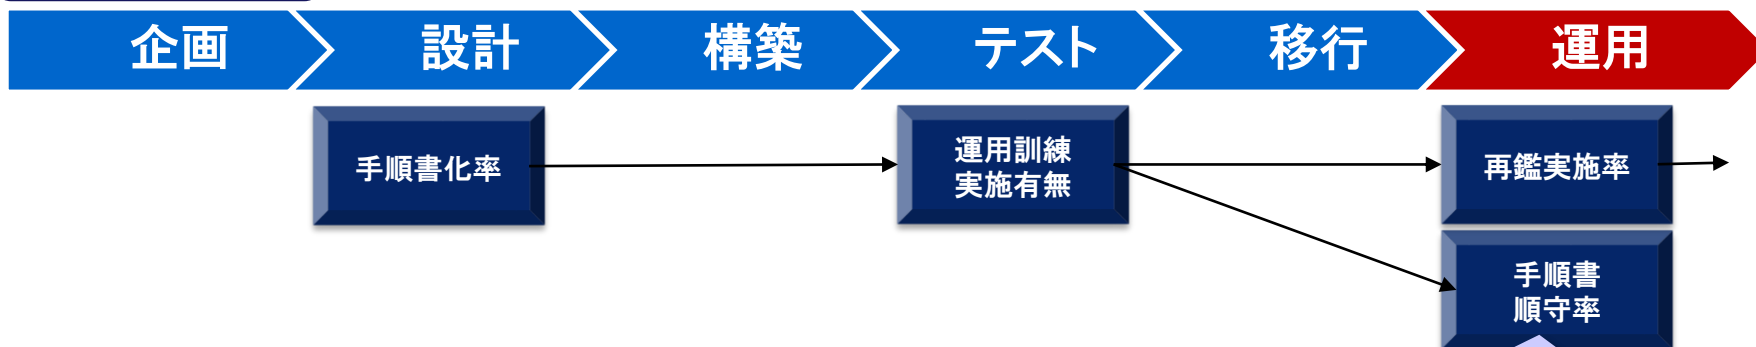 企画
設計
構築
テスト
移行
運用
手順書化率
運用訓練
実施有無
再鑑実施率
手順書
順守率